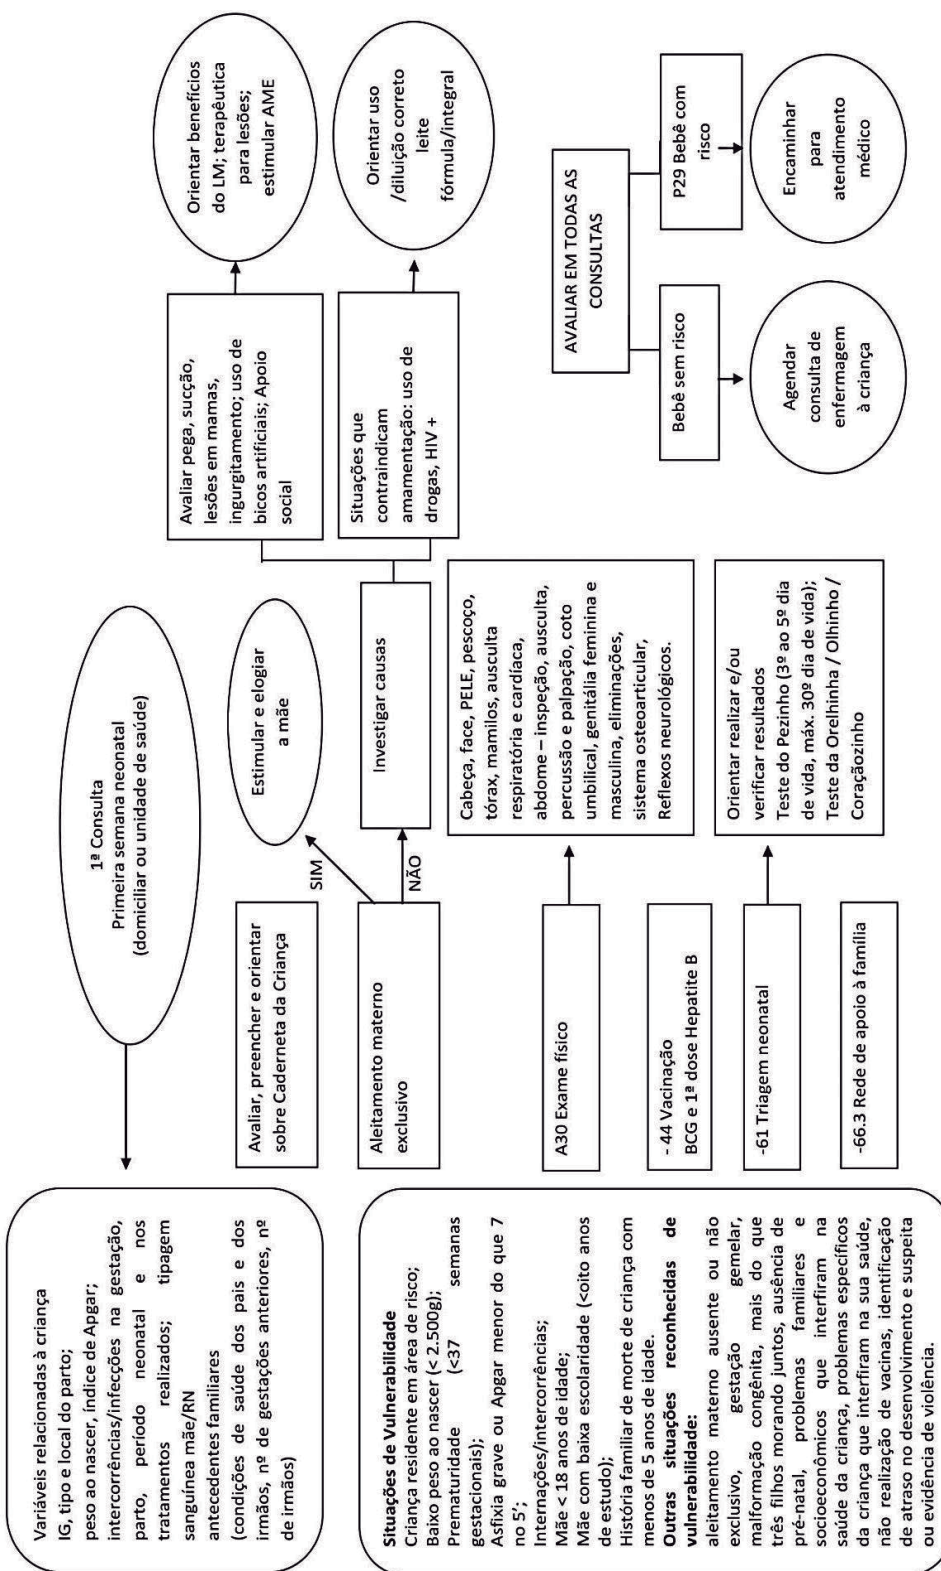 1ª Consulta
Primeira semana neonatal
(domiciliar ou unidade de saúde)
Variáveis relacionadas à criança
IG, tipo e local do parto;
peso ao nascer, índice de Apgar;
intercorrências/infecções na gestação,
parto, período neonatal e nos
tratamentos realizados; tipagem
sanguínea mãe/RN
antecedentes familiares
(condições de saúde dos pais e dos
irmãos, nº de gestações anteriores, nº
de irmãos)
Situações de Vulnerabilidade
Criança residente em área de risco;
Baixo peso ao nascer (< 2.500g);
Prematuridade (<37 semanas
gestacionais);
Asfixia grave ou Apgar menor do que 7
no 5’;
Internações/intercorrências;
Mãe < 18 anos de idade;
Mãe com baixa escolaridade (<oito anos
de estudo);
História familiar de morte de criança com
menos de 5 anos de idade.
Outras situações reconhecidas de
vulnerabilidade:
aleitamento materno ausente ou não
exclusivo, gestação gemelar,
malformação congênita, mais do que
três filhos morando juntos, ausência de
pré-natal, problemas familiares e
socioeconômicos que interfiram na
saúde da criança, problemas específicos
da criança que interfiram na sua saúde,
não realização de vacinas, identificação
de atraso no desenvolvimento e suspeita
ou evidência de violência.
Avaliar, preencher e orientar
sobre Caderneta da Criança
Aleitamento materno
exclusivo
SIM
NÃO
Estimular e elogiar
a mãe
Investigar causas
Avaliar pega, sucção,
lesões em mamas,
ingurgitamento; uso de
bicos artificiais; Apoio
social
Orientar benefícios
do LM; terapêutica
para lesões;
estimular AME
Situações que
contraindicam
amamentação: uso de
drogas, HIV +
Orientar uso
/diluição correto
leite
fórmula/integral
A30 Exame físico
Cabeça, face, PELE, pescoço,
tórax, mamilos, ausculta
respiratória e cardíaca,
abdome – inspeção, ausculta,
percussão e palpação, coto
umbilical, genitália feminina e
masculina, eliminações,
sistema osteoarticular,
Reflexos neurológicos.
- 44 Vacinação
BCG e 1ª dose Hepatite B
-61 Triagem neonatal
Orientar realizar e/ou
verificar resultados
Teste do Pezinho (3º ao 5º dia
de vida, máx. 30º dia de vida);
Teste da Orelhinha / Olhinho /
Coraçãozinho
-66.3 Rede de apoio à família
AVALIAR EM TODAS AS
CONSULTAS
Bebê sem risco
P29 Bebê com
risco
Agendar
consulta de
enfermagem
à criança
Encaminhar
para
atendimento
médico